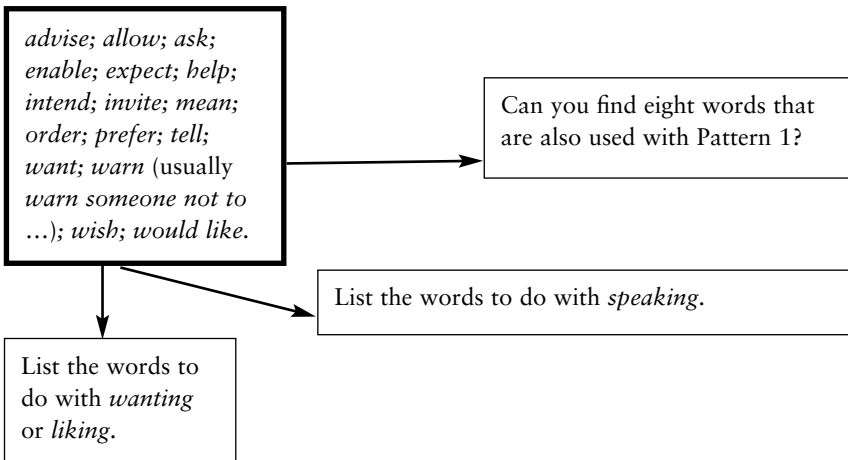 advise; allow; ask;
enable; expect; help;
intend; invite; mean;
order; prefer; tell;
want; warn (usually
warn someone not to
…); wish; would like.
Can you find eight words that
are also used with Pattern 1?
List the words to do with speaking.
List the words to
do with wanting
or liking.